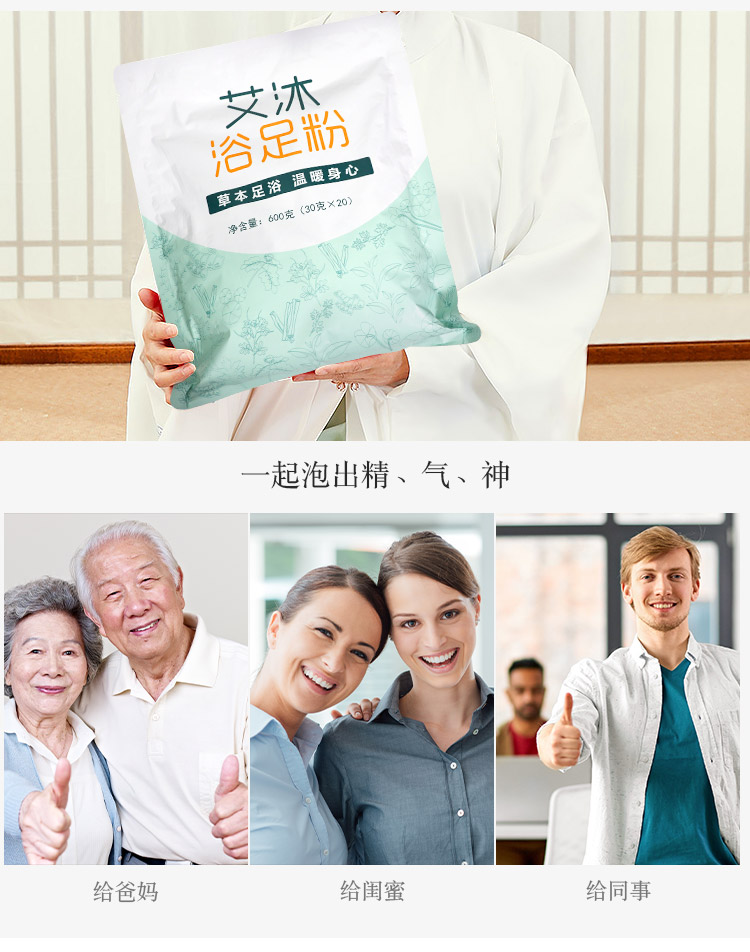 艾沐
浴足粉
草本足浴 温暖身心
净含量：600克（30克×20）
一起泡出精、气、神
给爸妈
给闺蜜
给同事